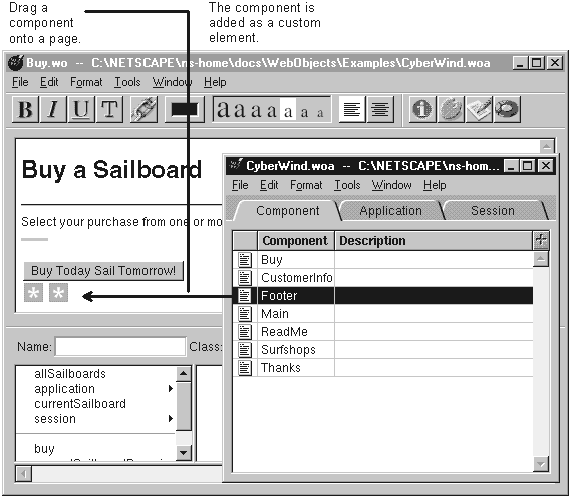 Drag a
component
onto a page.
The component is
added as a custom
element.
Buy.wo -- C:\NETSCAPE\ns-home\docs\WebObjects\Examples\CyberWind.woa
File Edit Format Tools Window Help
B I U T a a a a a a a
Buy a Sailboard
Select your purchase from one or mo
Buy Today Sail Tomorrow!
* *
Name: Class:
allSailboards
application
currentSailboard
session
buy
CyberWind.woa -- C:\NETSCAPE\ns-hom...
File Edit Format Tools Window Help
Component Application Session
Component Description
Buy
CustomerInfo
Footer
Main
ReadMe
Surfshops
Thanks